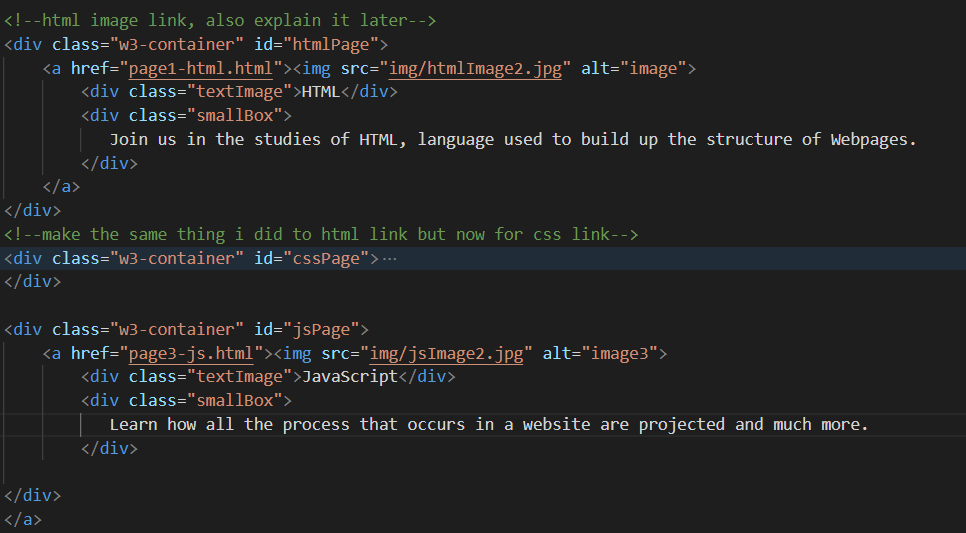 <!--html image link, also explain it later-->
<div class="w3-container" id="htmlPage">
<a href="page1-html.html"><img src="img/htmlImage2.jpg" alt="image">
<div class="textImage">HTML</div>
<div class="smallBox">
Join us in the studies of HTML, language used to build up the structure of Webpages.
</div>
</a>
</div>
<!--make the same thing i did to html link but now for css link-->
<div class="w3-container" id="cssPage">···
</div>
<div class="w3-container" id="jsPage">
<a href="page3-js.html"><img src="img/jsImage2.jpg" alt="image3">
<div class="textImage">JavaScript</div>
<div class="smallBox">
Learn how all the process that occurs in a website are projected and much more.
</div>
</div>
</a>